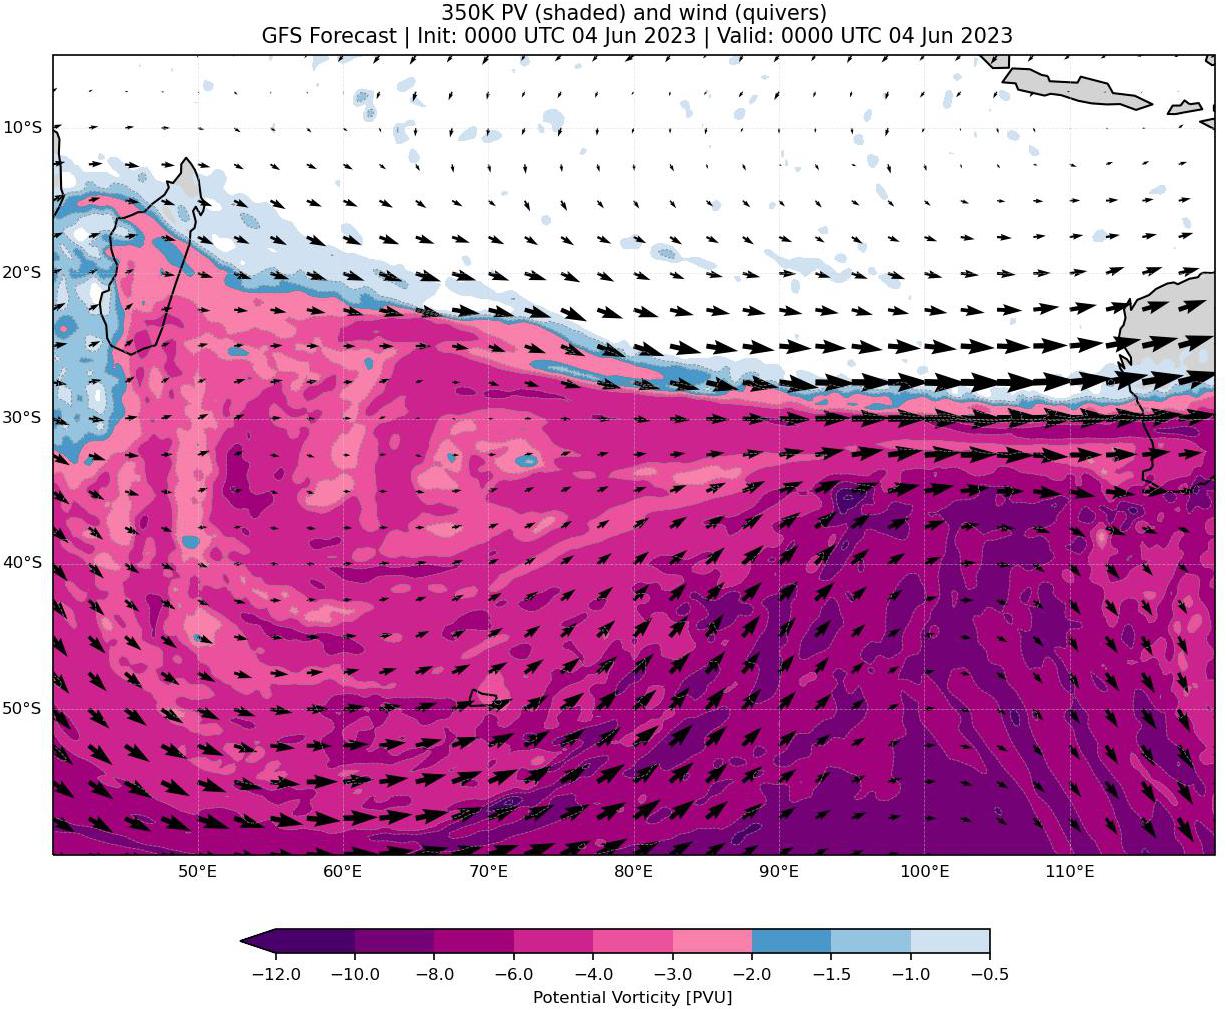 350K PV (shaded) and wind (quivers)
GFS Forecast | Init: 0000 UTC 04 Jun 2023 | Valid: 0000 UTC 04 Jun 2023
10°S
20°S
30°S
40°S
50°S
50°E 60°E 70°E 80°E 90°E 100°E 110°E
−12.0 −10.0 −8.0 −6.0 −4.0 −3.0 −2.0 −1.5 −1.0 −0.5
Potential Vorticity [PVU]